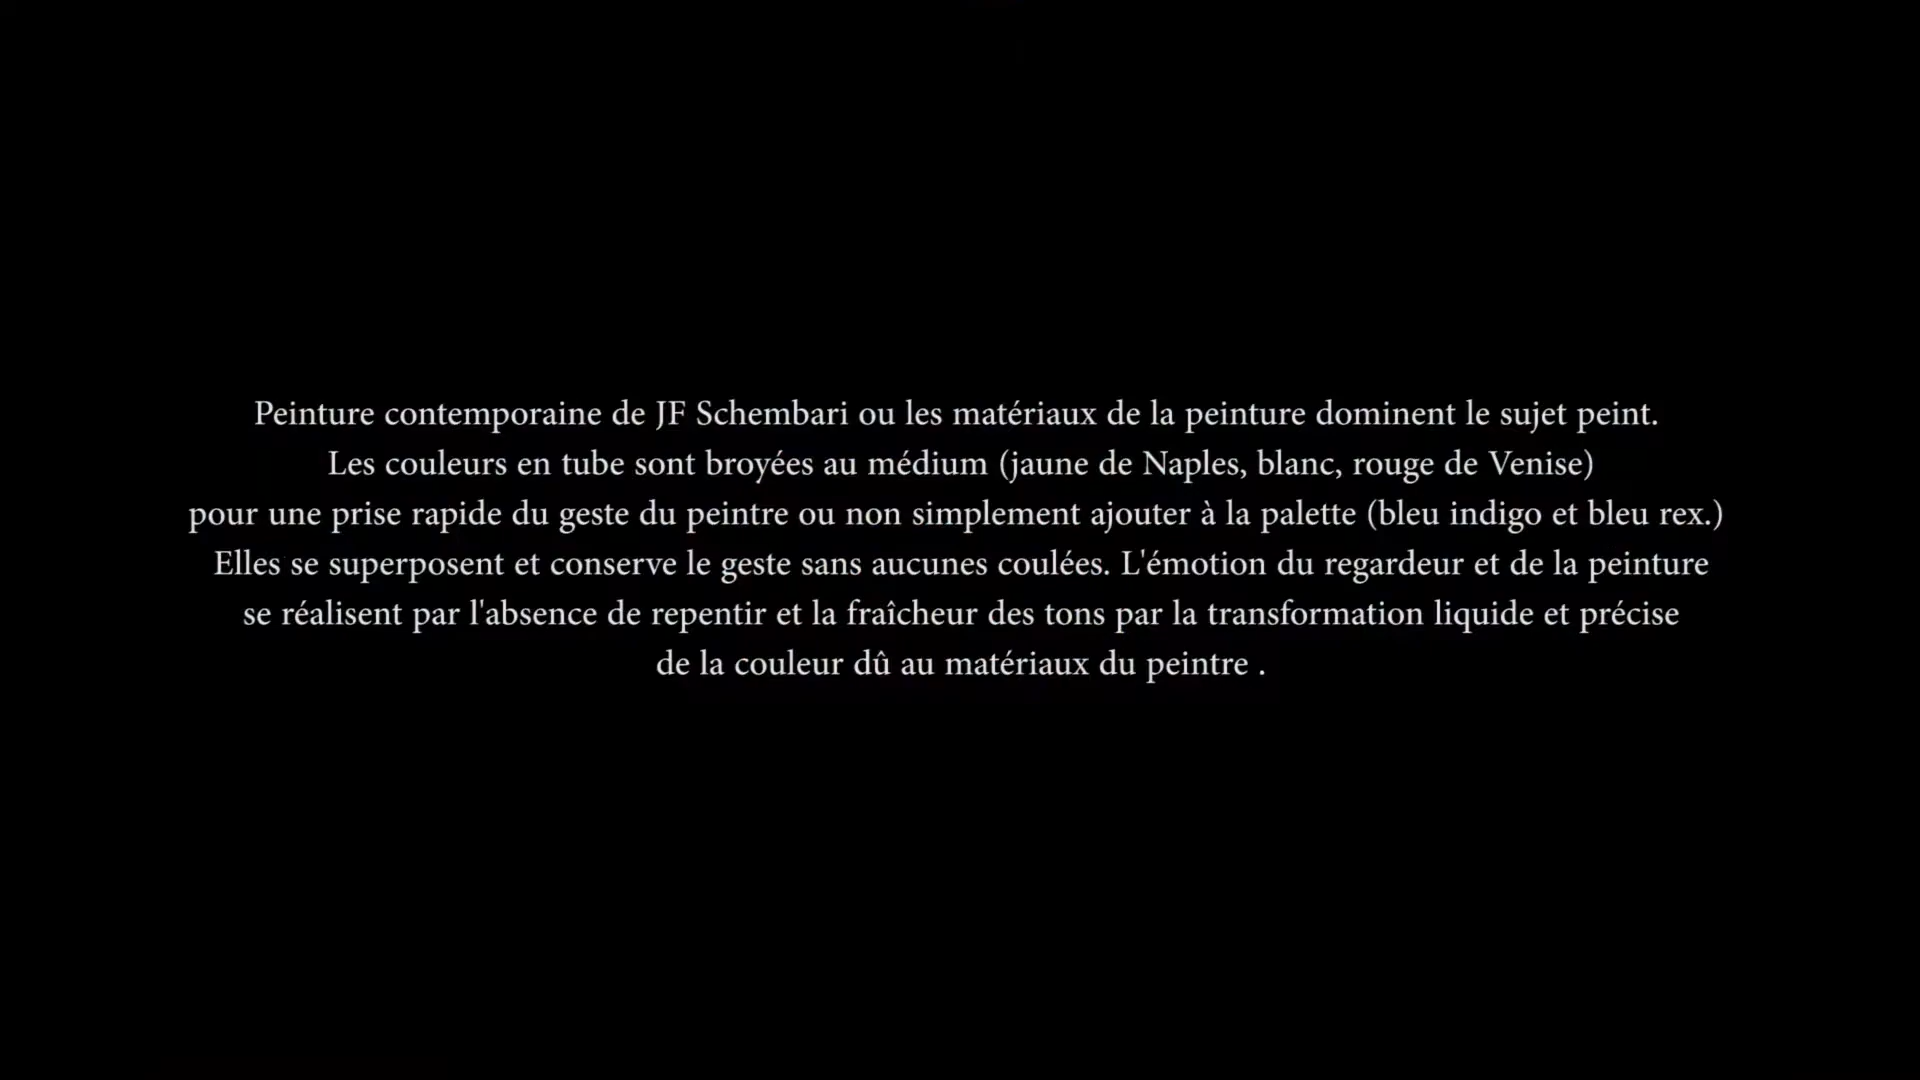 Peinture contemporaine de JF Schembari ou les matériaux de la peinture dominent le sujet peint.
Les couleurs en tube sont broyées au médium (jaune de Naples, blanc, rouge de Venise)
pour une prise rapide du geste du peintre ou non simplement ajouter à la palette (bleu indigo et bleu rex.)
Elles se superposent et conserve le geste sans aucunes coulées. L'émotion du regardeur et de la peinture
se réalisent par l'absence de repentir et la fraîcheur des tons par la transformation liquide et précise
de la couleur dû au matériaux du peintre .